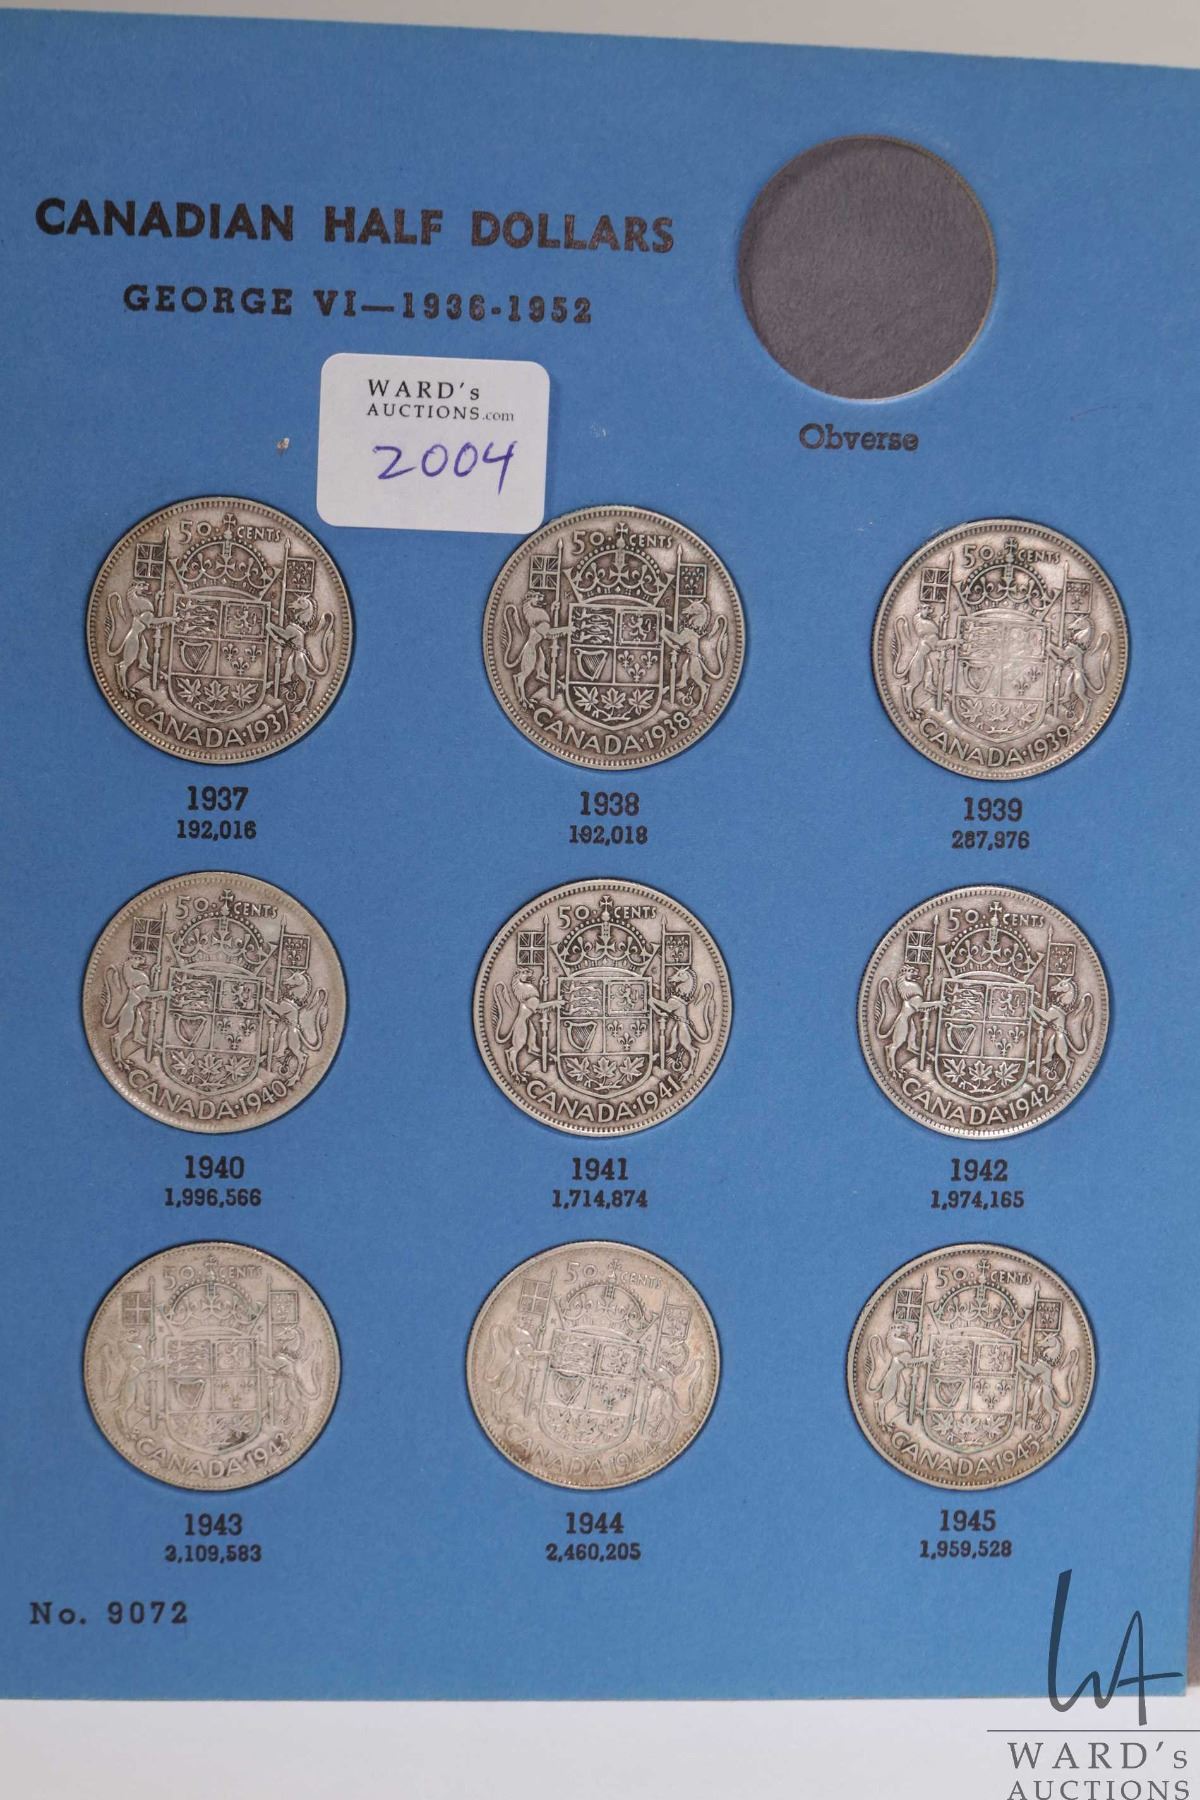 CANADIAN HALF DOLLARS
GEORGE VI—1936-1952
WARD's
AUCTIONS.com
2004
Obverse
50 CENTS
CANADA·1937
50 CENTS
CANADA·1938
50 CENTS
CANADA·1939
1937
192,016
1938
192,018
1939
287,976
50 CENTS
CANADA·1940
50 CENTS
CANADA·1941
50 CENTS
CANADA·1942
1940
1,996,566
1941
1,714,874
1942
1,974,165
50 CENTS
CANADA·1943
50 CENTS
CANADA·1944
50 CENTS
CANADA·1945
1943
3,109,583
1944
2,460,205
1945
1,959,528
No. 9072
WA
WARD's
AUCTIONS